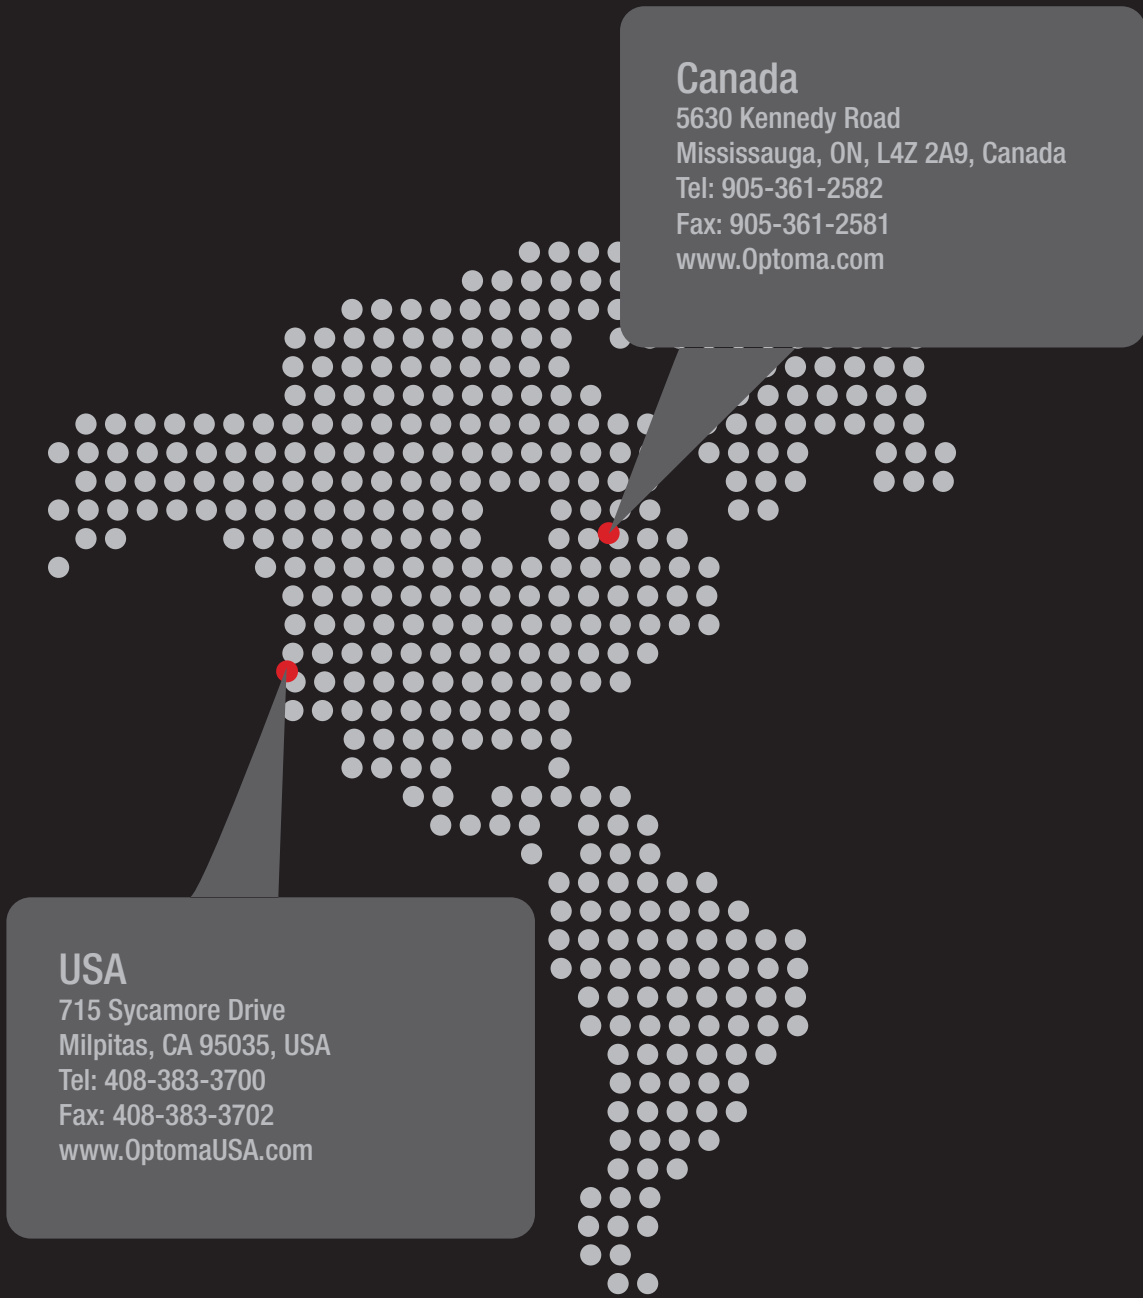 Canada
5630 Kennedy Road
Mississauga, ON, L4Z 2A9, Canada
Tel: 905-361-2582
Fax: 905-361-2581
www.Optoma.com
USA
715 Sycamore Drive
Milpitas, CA 95035, USA
Tel: 408-383-3700
Fax: 408-383-3702
www.OptomaUSA.com